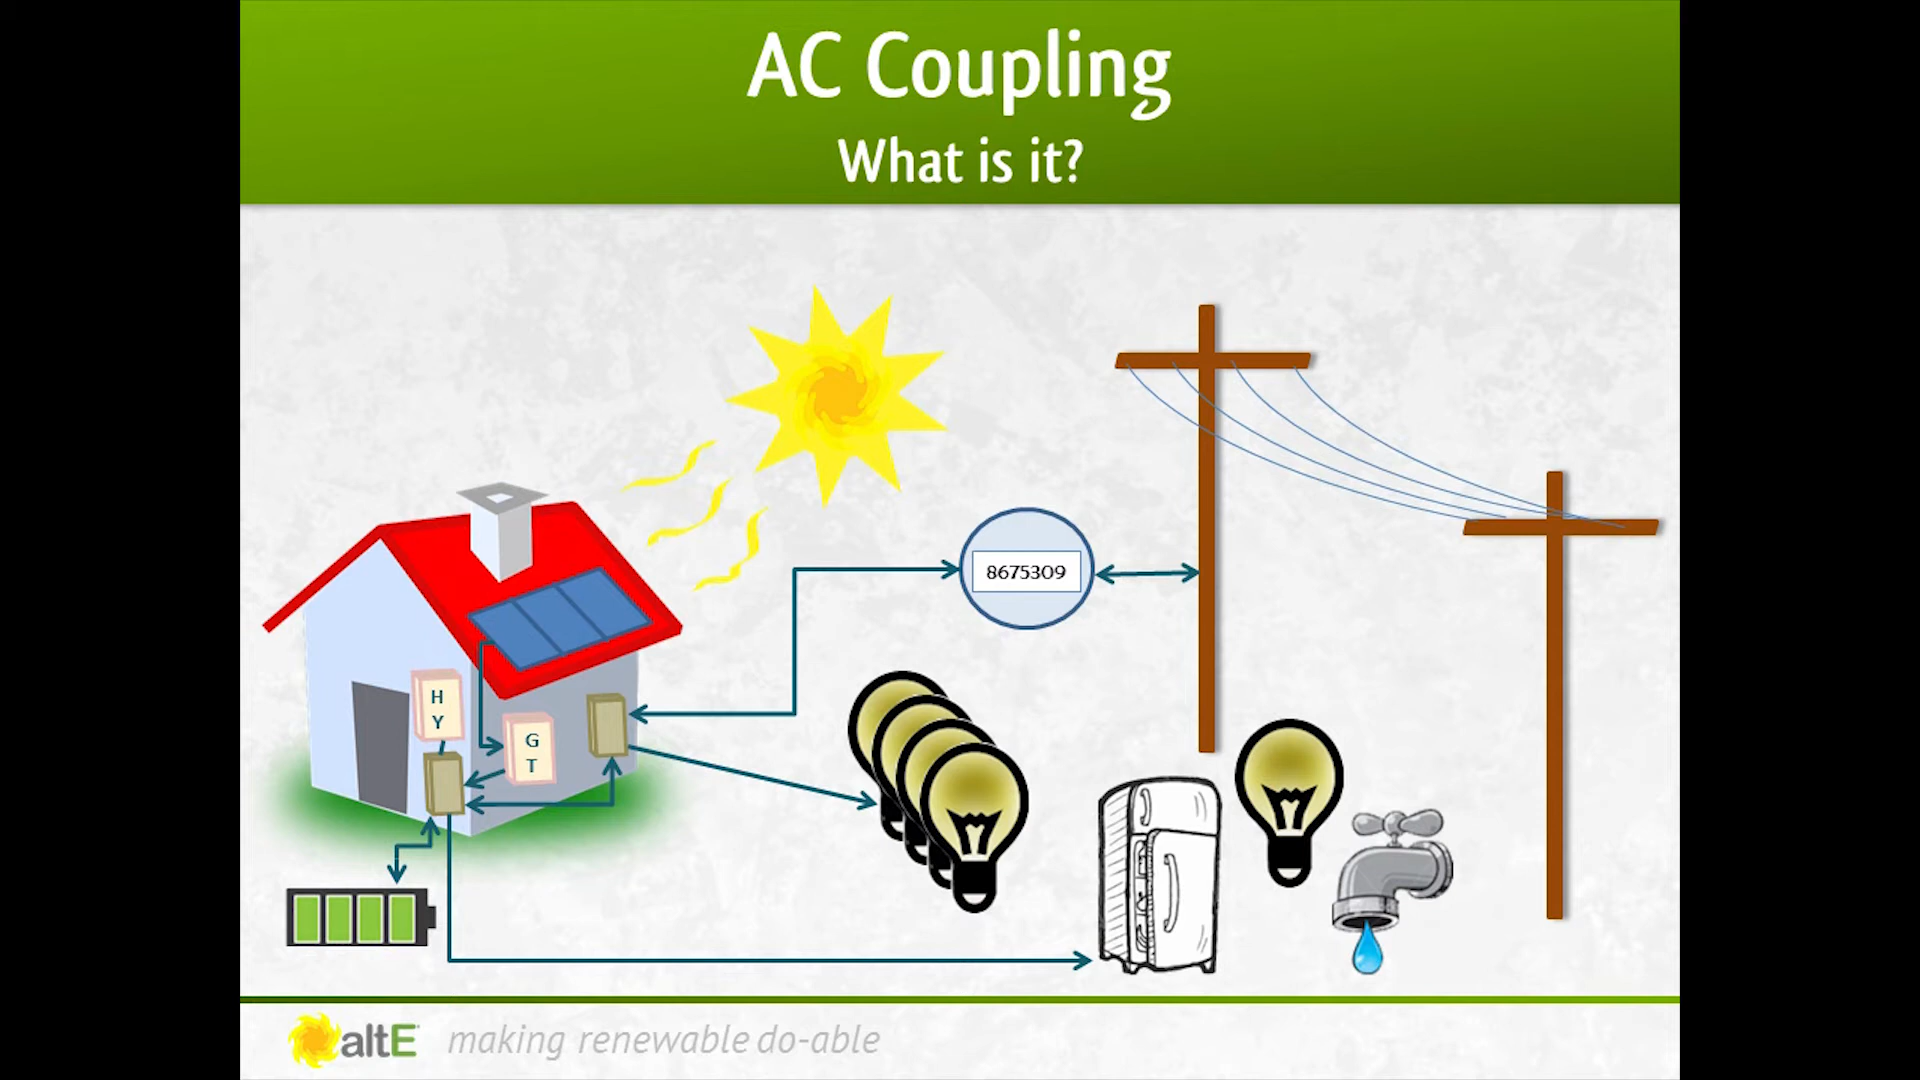 AC Coupling
What is it?
8675309
H
Y
G
T
altE making renewable do-able